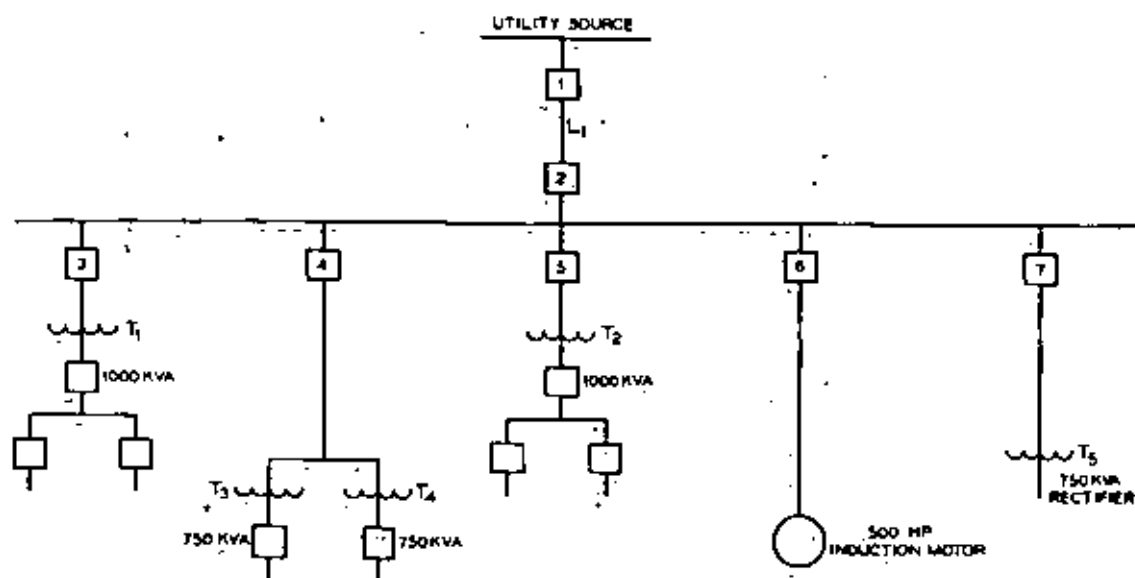 UTILITY SOURCE
1
L1
2
3
4
5
6
7
T1
1000 KVA
T2
1000 KVA
T3
T4
750 KVA
750 KVA
500 HP
INDUCTION MOTOR
T5
750 KVA
RECTIFIER